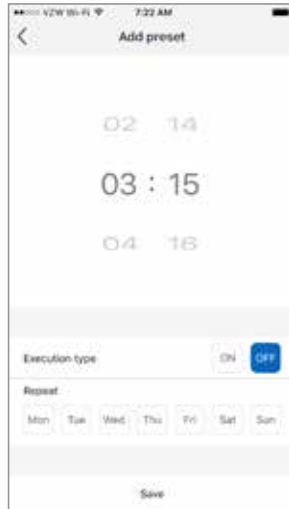 VZW Wi-Fi 7:22 AM
Add preset
02 14
03 : 15
04 16
Execution type ON OFF
Repeat
Mon Tue Wed Thu Fri Sat Sun
Save